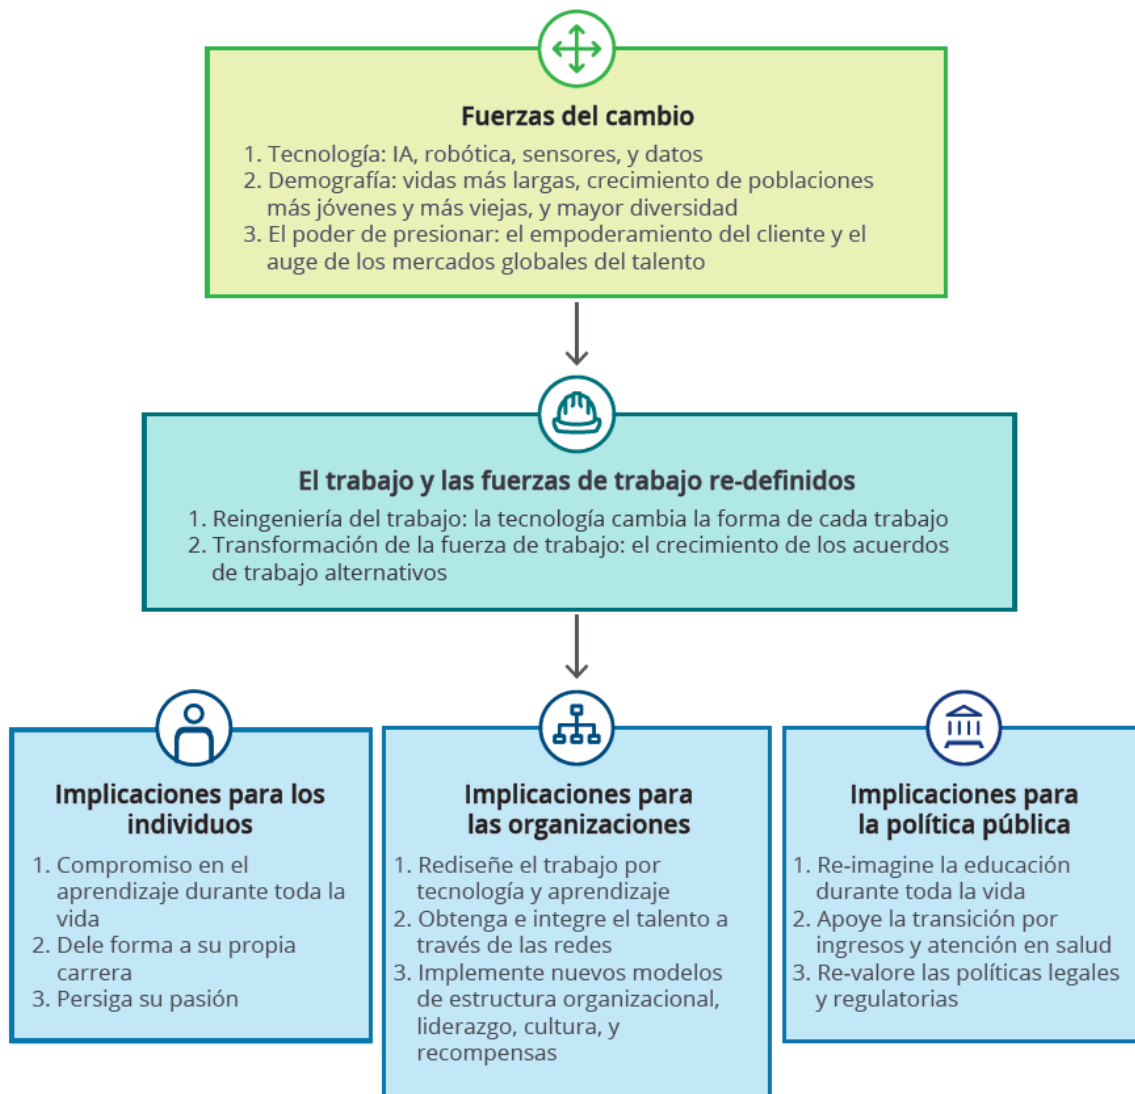 Fuerzas del cambio
1. Tecnología: IA, robótica, sensores, y datos
2. Demografía: vidas más largas, crecimiento de poblaciones
más jóvenes y más viejas, y mayor diversidad
3. El poder de presionar: el empoderamiento del cliente y el
auge de los mercados globales del talento
El trabajo y las fuerzas de trabajo re-definidos
1. Reingeniería del trabajo: la tecnología cambia la forma de cada trabajo
2. Transformación de la fuerza de trabajo: el crecimiento de los acuerdos
de trabajo alternativos
Implicaciones para los
individuos
1. Compromiso en el
aprendizaje durante toda la
vida
2. Dele forma a su propia
carrera
3. Persiga su pasión
Implicaciones para
las organizaciones
1. Rediseñe el trabajo por
tecnología y aprendizaje
2. Obtenga e integre el talento a
través de las redes
3. Implemente nuevos modelos
de estructura organizacional,
liderazgo, cultura, y
recompensas
Implicaciones para
la política pública
1. Re-imagine la educación
durante toda la vida
2. Apoye la transición por
ingresos y atención en salud
3. Re-valore las políticas legales
y regulatorias